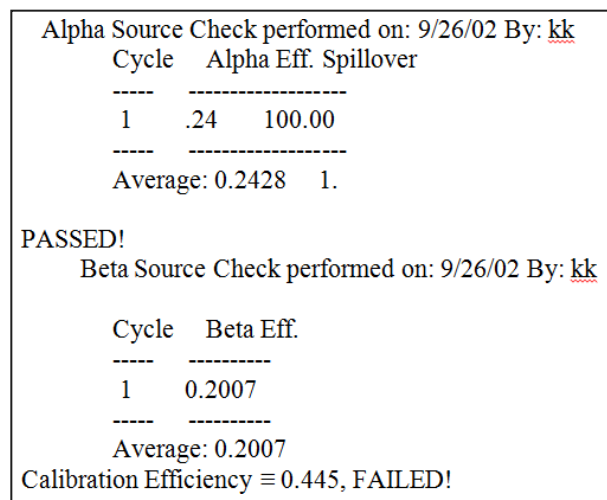 Alpha Source Check performed on: 9/26/02 By: kk
Cycle Alpha Eff. Spillover
----- -------------------
1 .24 100.00
----- -------------------
Average: 0.2428 1.
PASSED!
Beta Source Check performed on: 9/26/02 By: kk
Cycle Beta Eff.
----- ----------
1 0.2007
----- ----------
Average: 0.2007
Calibration Efficiency ≡ 0.445, FAILED!